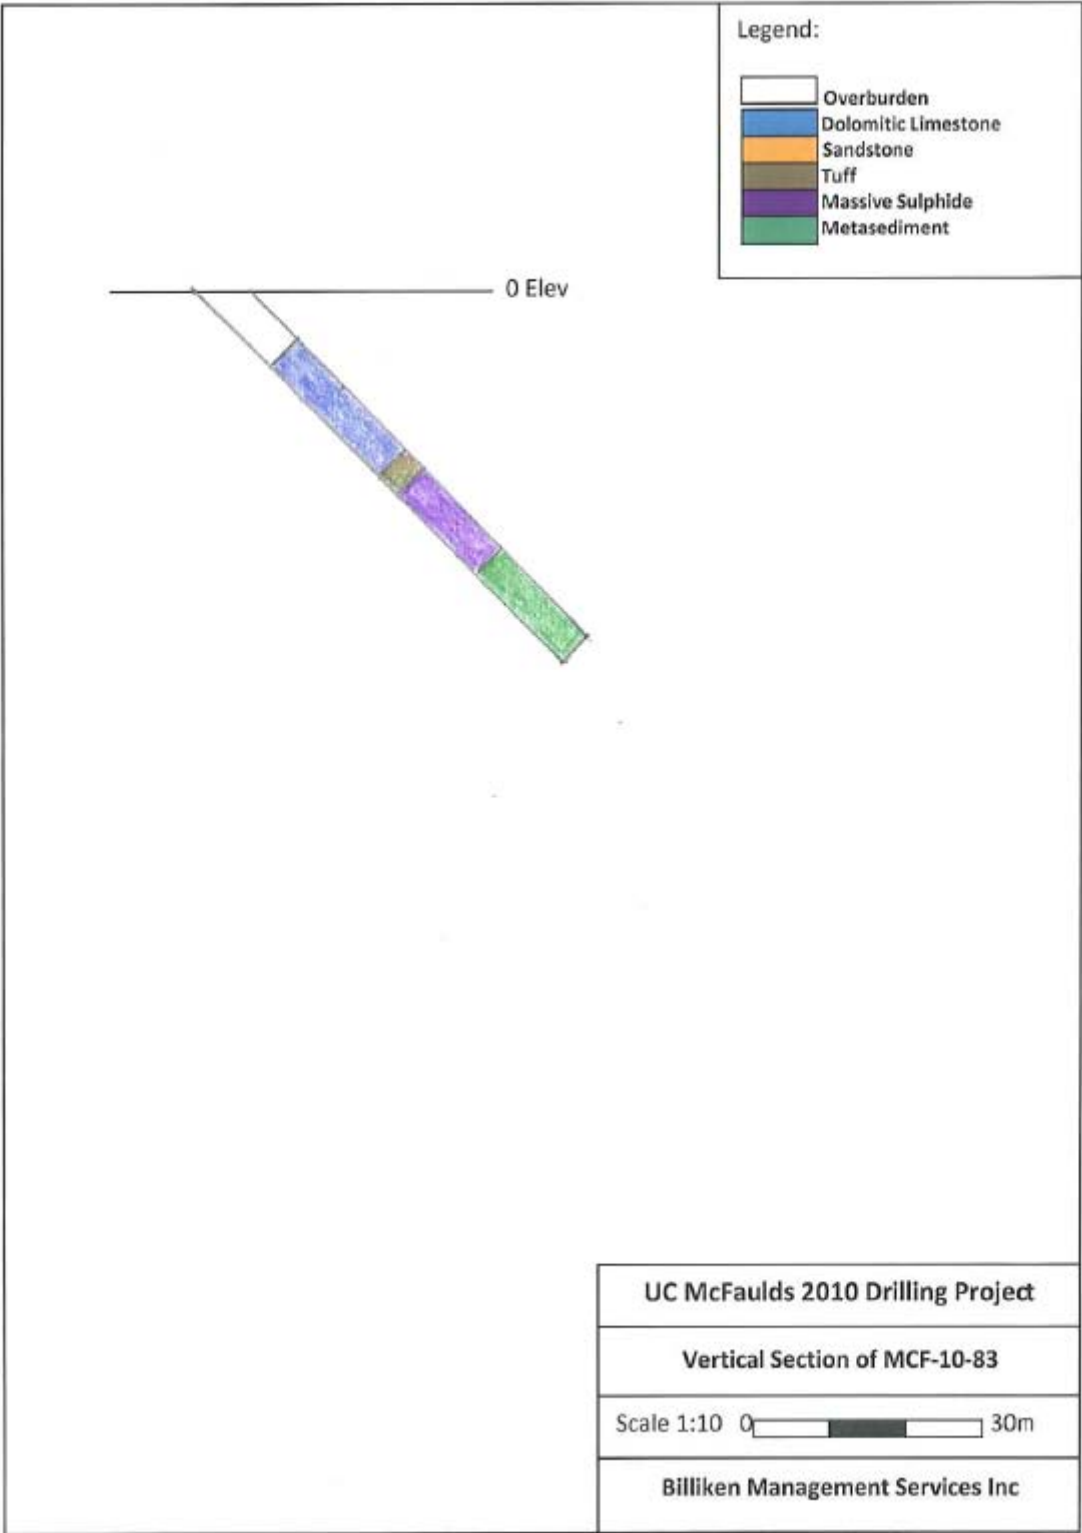 Legend:
Overburden
Dolomitic Limestone
Sandstone
Tuff
Massive Sulphide
Metasediment
0 Elev
UC McFaulds 2010 Drilling Project
Vertical Section of MCF-10-83
Scale 1:10 0 30m
Billiken Management Services Inc